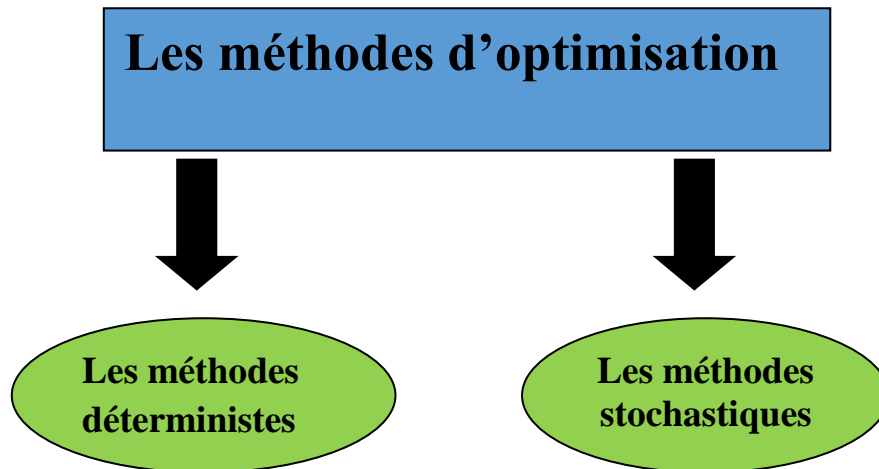 Les méthodes d’optimisation
Les méthodes
déterministes
Les méthodes
stochastiques